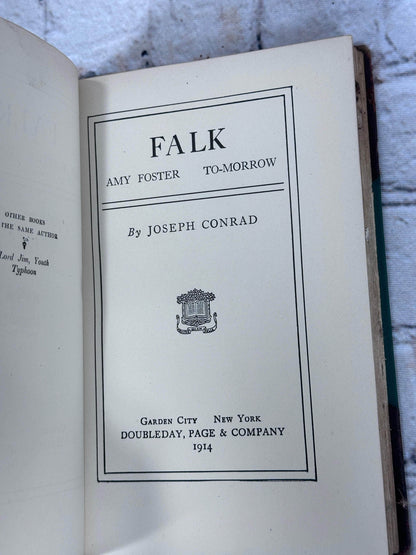 OTHER BOOKS
THE SAME AUTHOR
Lord Jim, Youth
Typhoon
FALK
AMY FOSTER TO-MORROW
By JOSEPH CONRAD
GARDEN CITY NEW YORK
DOUBLEDAY, PAGE & COMPANY
1914